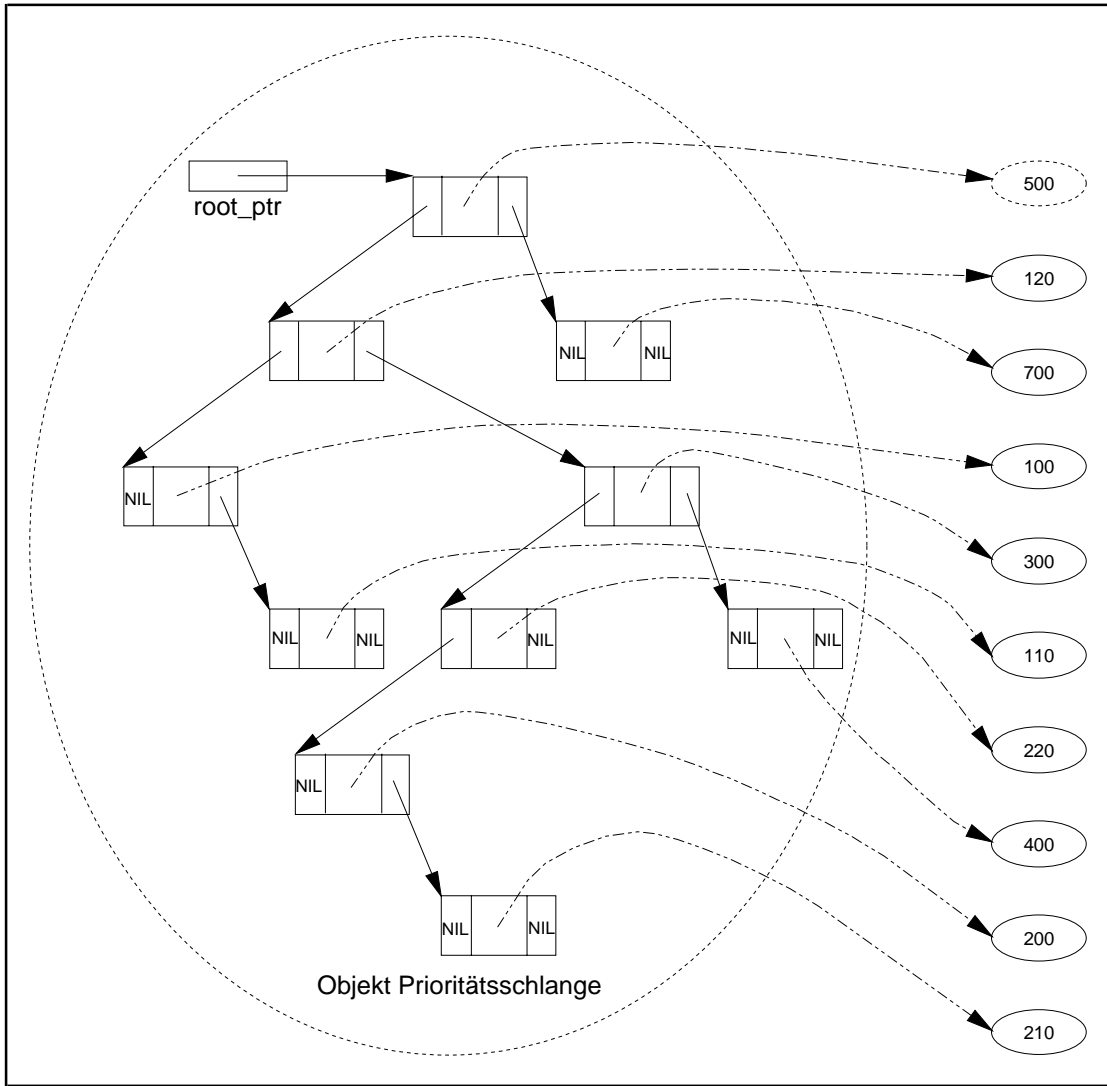 500
root_ptr
120
NIL NIL
700
100
NIL
300
NIL NIL NIL NIL NIL
110
220
NIL
400
NIL NIL
200
Objekt Prioritätsschlange
210